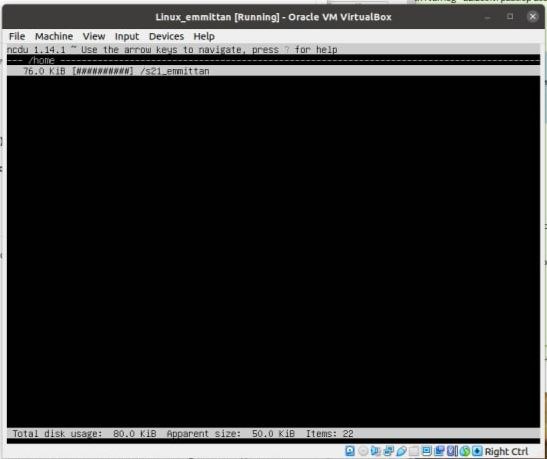 Linux_emmittan [Running] - Oracle VM VirtualBox
File Machine View Input Devices Help
ncdu 1.14.1 ~ Use the arrow keys to navigate, press ? for help
--- /home ---
76.0 KiB [##########] /s21_emmittan
Total disk usage: 80.0 KiB Apparent size: 50.0 KiB Items: 22
Right Ctrl